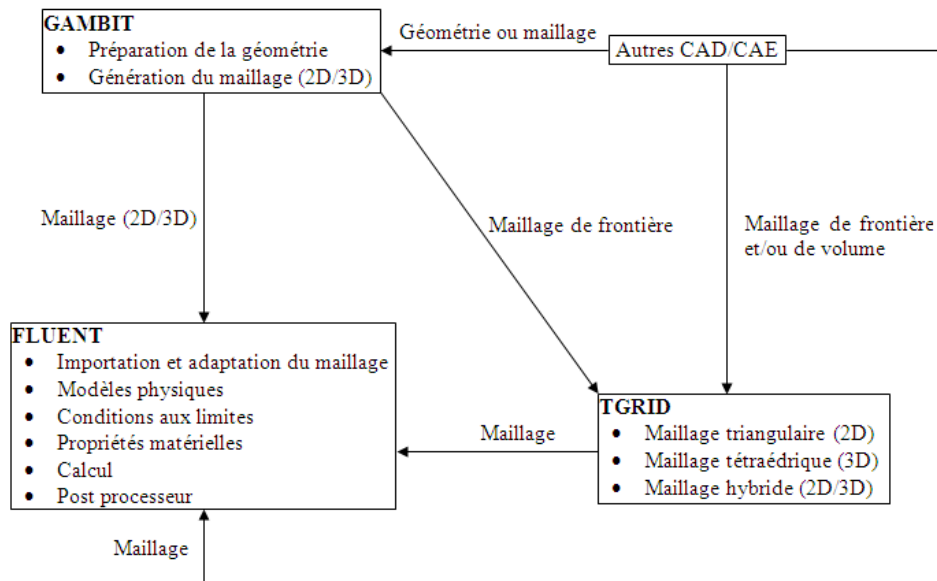 GAMBIT
• Préparation de la géométrie
• Génération du maillage (2D/3D)
Géométrie ou maillage
Autres CAD/CAE
Maillage (2D/3D)
Maillage de frontière
Maillage de frontière
et/ou de volume
FLUENT
• Importation et adaptation du maillage
• Modèles physiques
• Conditions aux limites
• Propriétés matérielles
• Calcul
• Post processeur
Maillage
TGRID
• Maillage triangulaire (2D)
• Maillage tétraédrique (3D)
• Maillage hybride (2D/3D)
Maillage